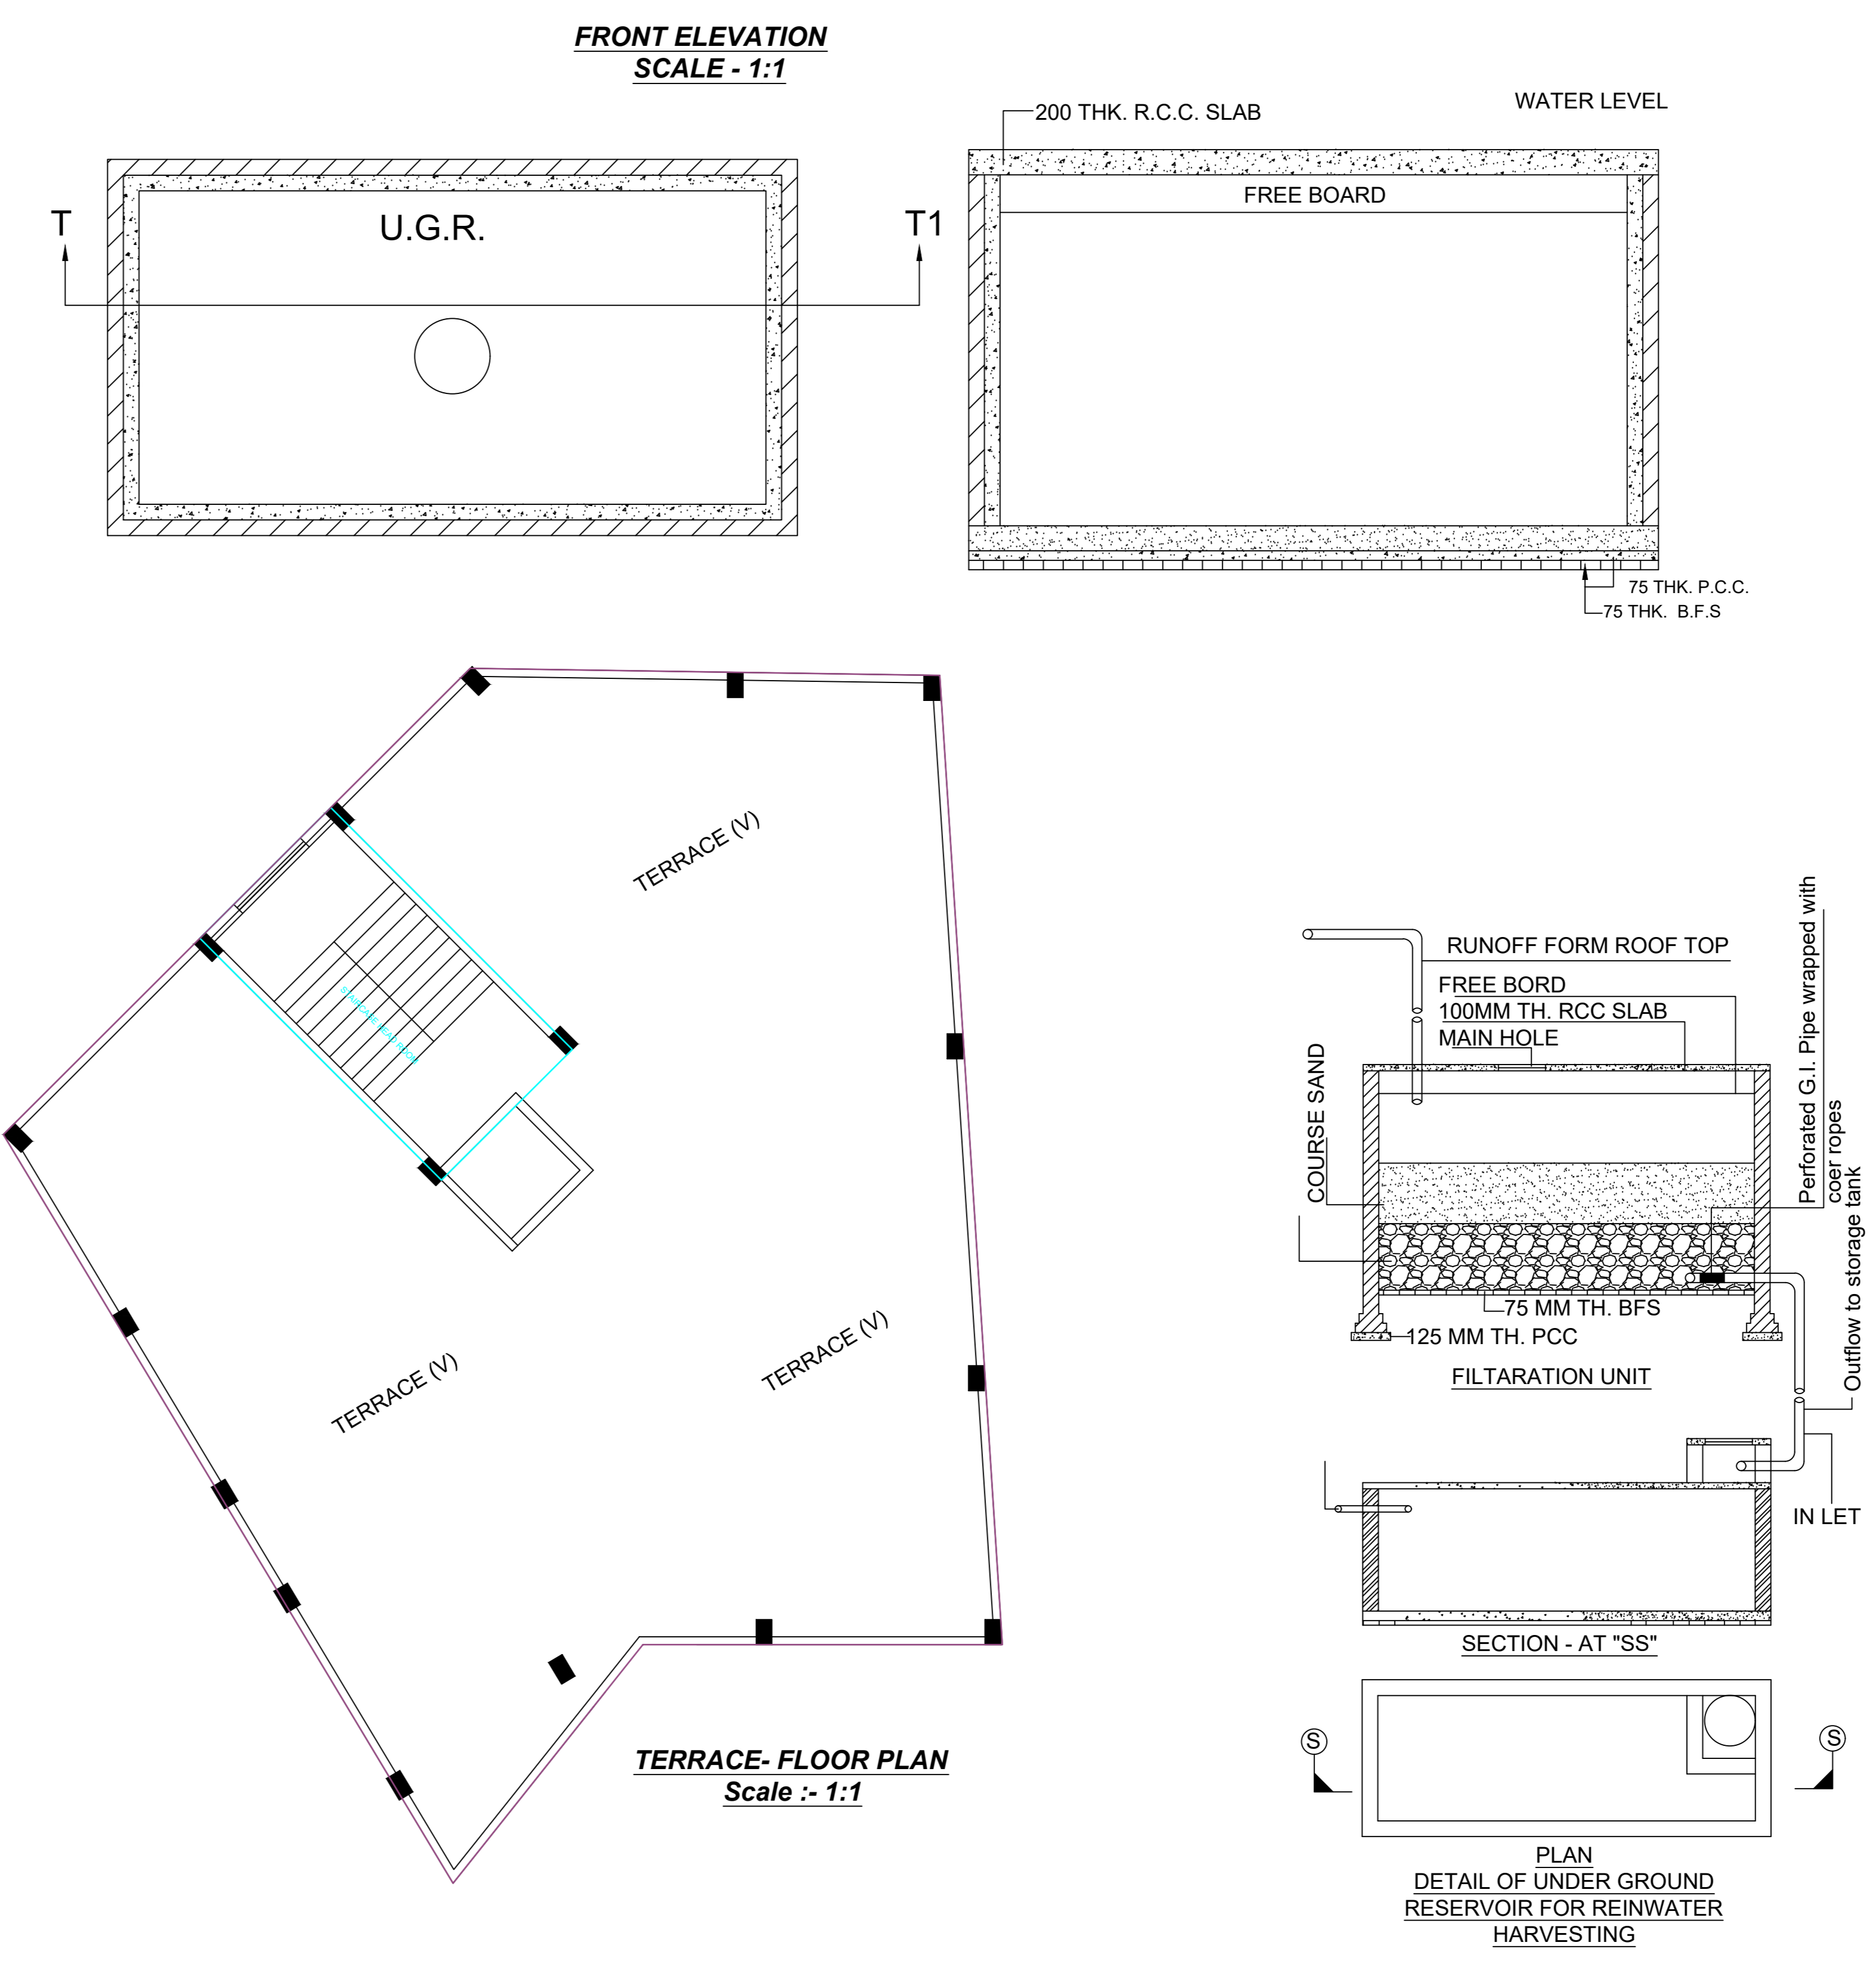 FRONT ELEVATION
SCALE - 1:1
200 THK. R.C.C. SLAB
WATER LEVEL
FREE BOARD
T
U.G.R.
T1
75 THK. P.C.C.
75 THK. B.F.S
TERRACE (V)
STAIRCASE HEAD ROOM
TERRACE (V)
TERRACE (V)
TERRACE- FLOOR PLAN
Scale :- 1:1
RUNOFF FORM ROOF TOP
FREE BORD
100MM TH. RCC SLAB
MAIN HOLE
COURSE SAND
Perforated G.I. Pipe wrapped with
coer ropes
Outflow to storage tank
75 MM TH. BFS
125 MM TH. PCC
FILTARATION UNIT
IN LET
SECTION - AT "SS"
S
S
PLAN
DETAIL OF UNDER GROUND
RESERVOIR FOR REINWATER
HARVESTING